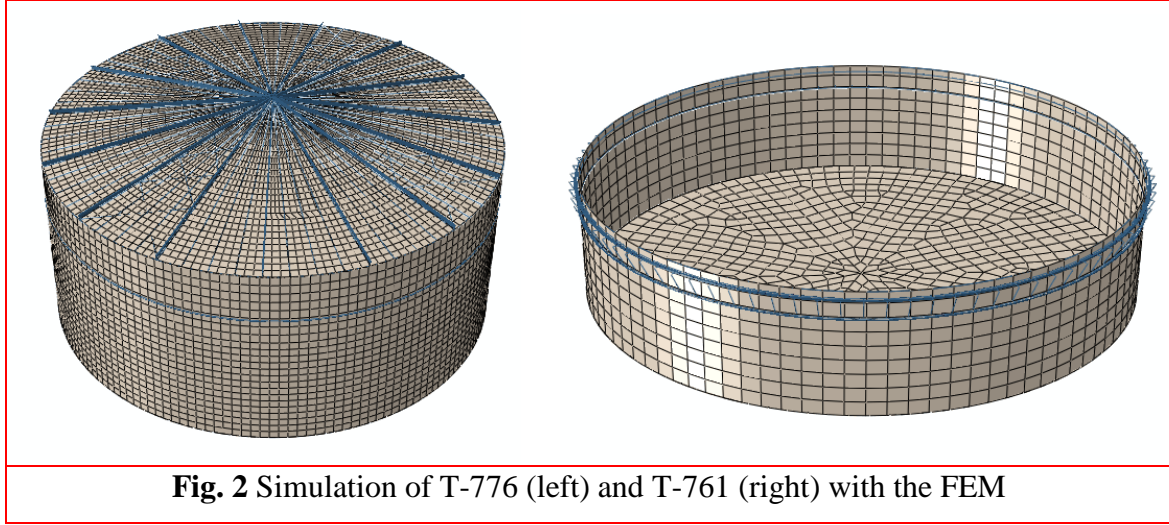 Fig. 2 Simulation of T-776 (left) and T-761 (right) with the FEM